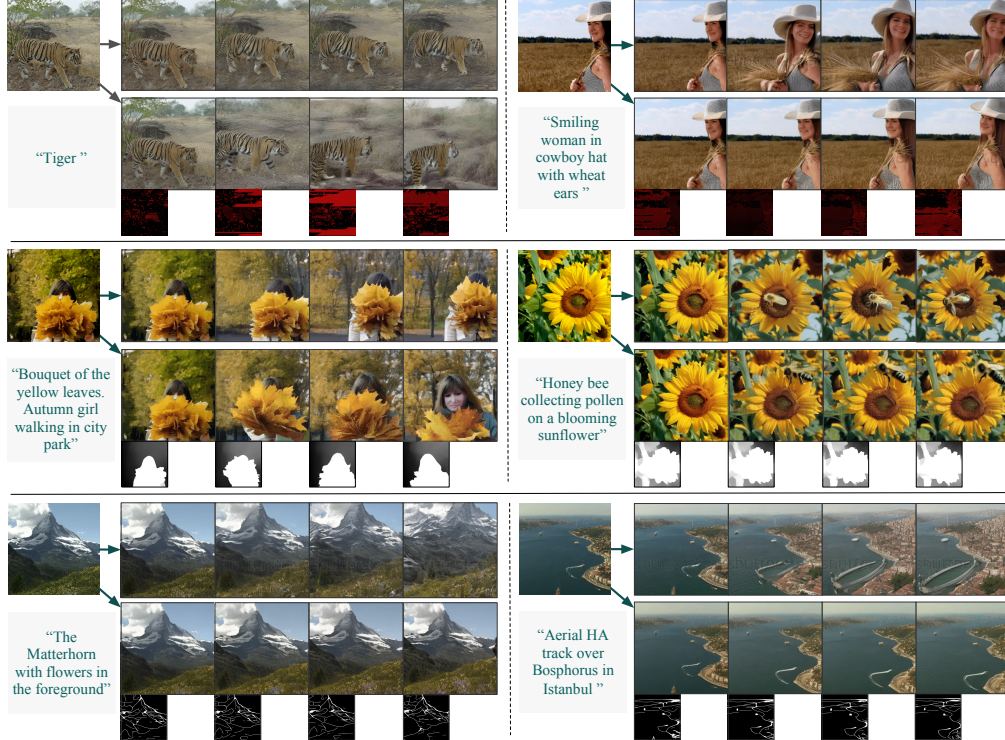 “Tiger ”
“Smiling
woman in
cowboy hat
with wheat
ears ”
“Bouquet of the
yellow leaves.
Autumn girl
walking in city
park”
“Honey bee
collecting pollen
on a blooming
sunflower”
“The
Matterhorn
with flowers in
the foreground”
“Aerial HA
track over
Bosphorus in
Istanbul ”